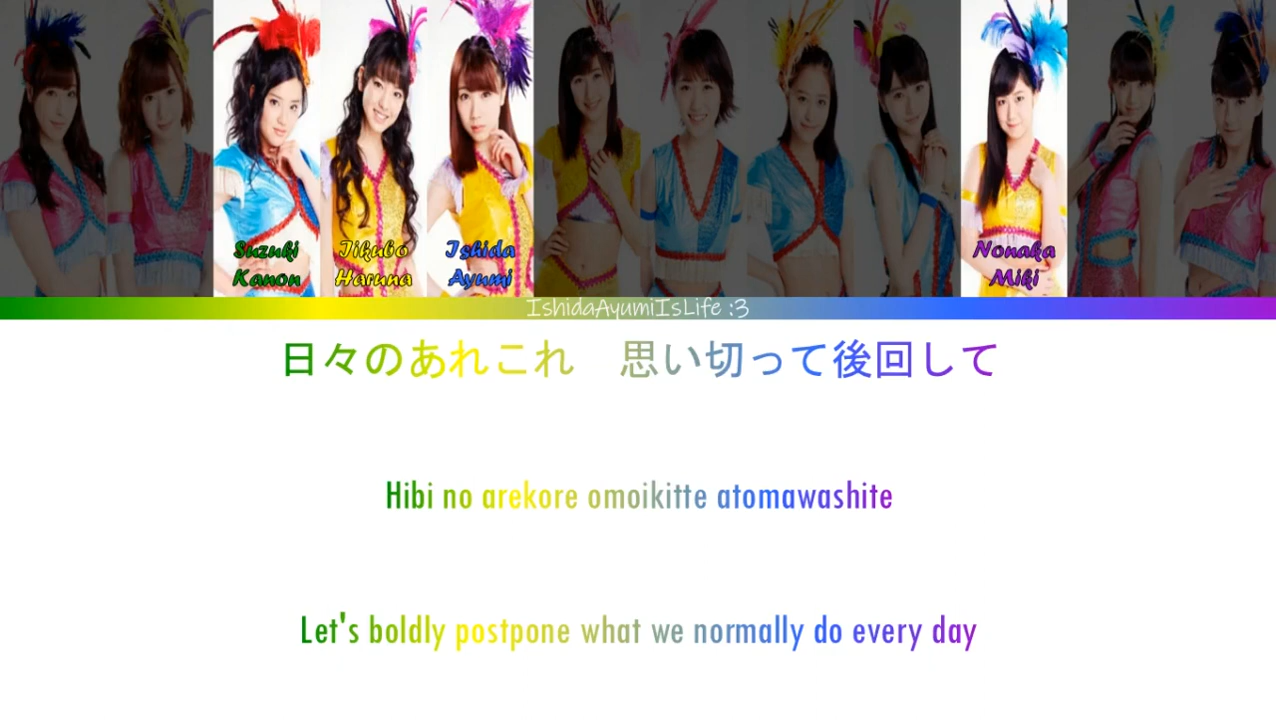 Suzuki
Kanon
Iikubo
Haruna
Ishida
Ayumi
Nonaka
Miki
IshidaAyumiIsLife :3
日々のあれこれ　思い切って後回して
Hibi no arekore omoikitte atomawashite
Let's boldly postpone what we normally do every day